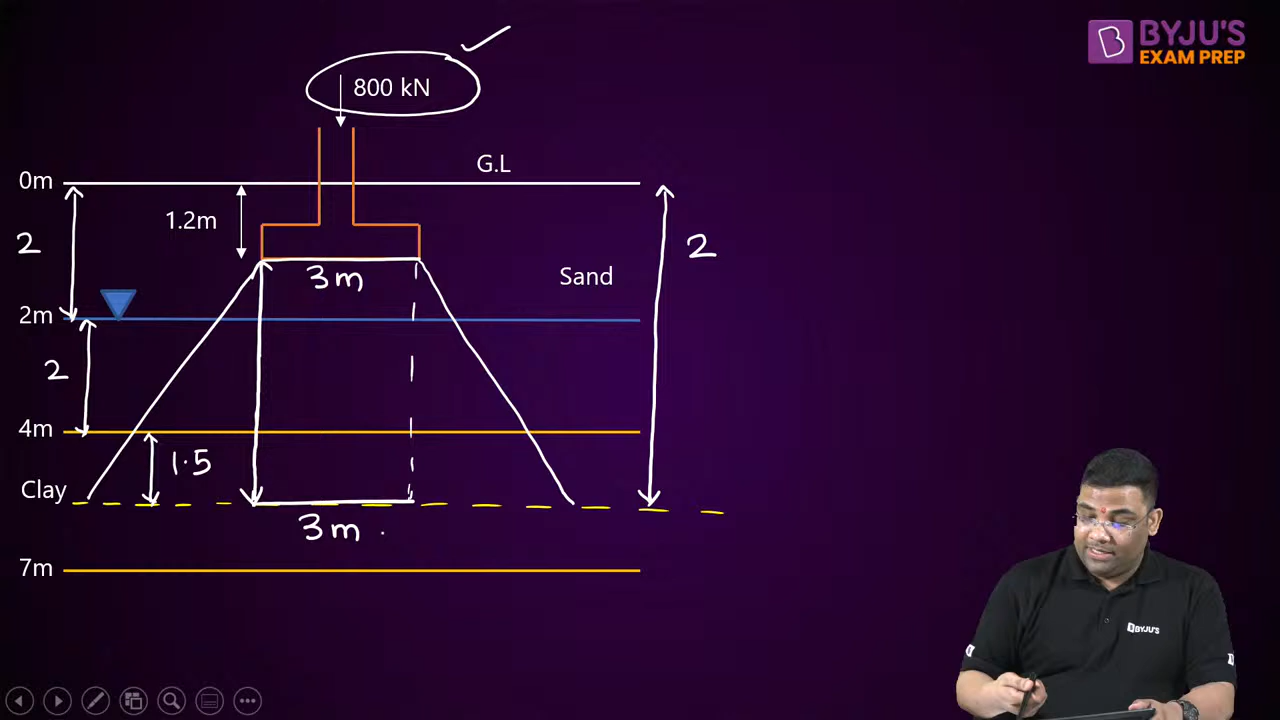 BYJU'S
EXAM PREP
800 kN
G.L
0m
1.2m
2
2
3m
Sand
2m
2
4m
1.5
Clay
3m
7m
BYJU'S